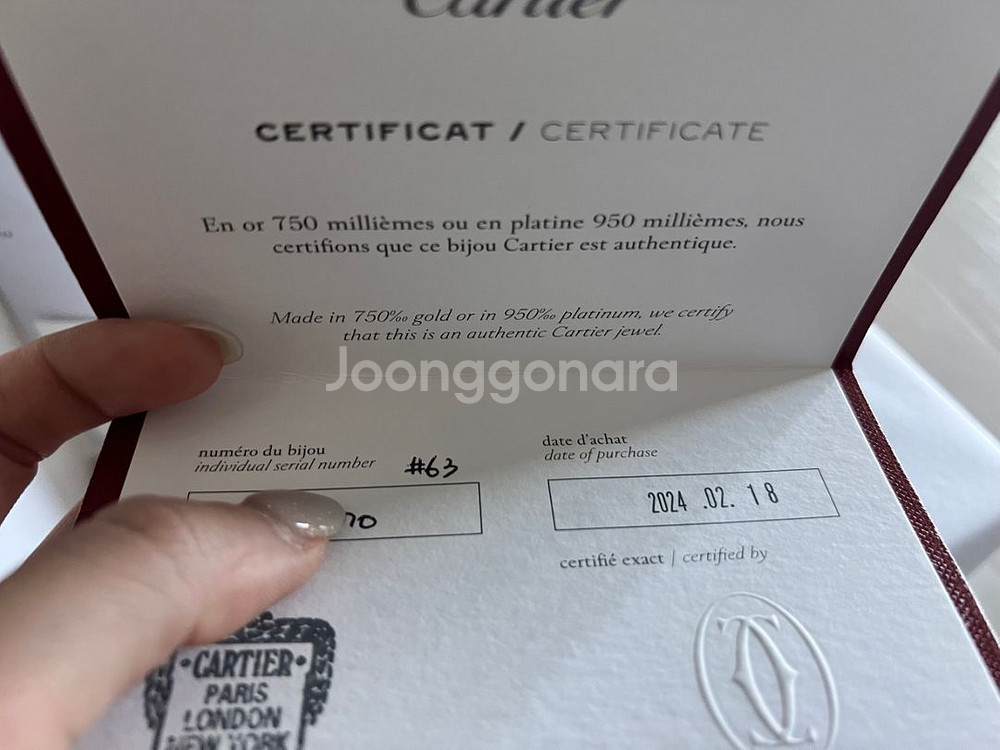 Cartier
CERTIFICAT / CERTIFICATE
En or 750 millièmes ou en platine 950 millièmes, nous
certifions que ce bijou Cartier est authentique.
Made in 750‰ gold or in 950‰ platinum, we certify
that this is an authentic Cartier jewel.
Joonggonara
numéro du bijou
individual serial number #63
date d'achat
date of purchase
2024 .02. 18
certifié exact | certified by
·CARTIER·
PARIS
LONDON
NEW YORK